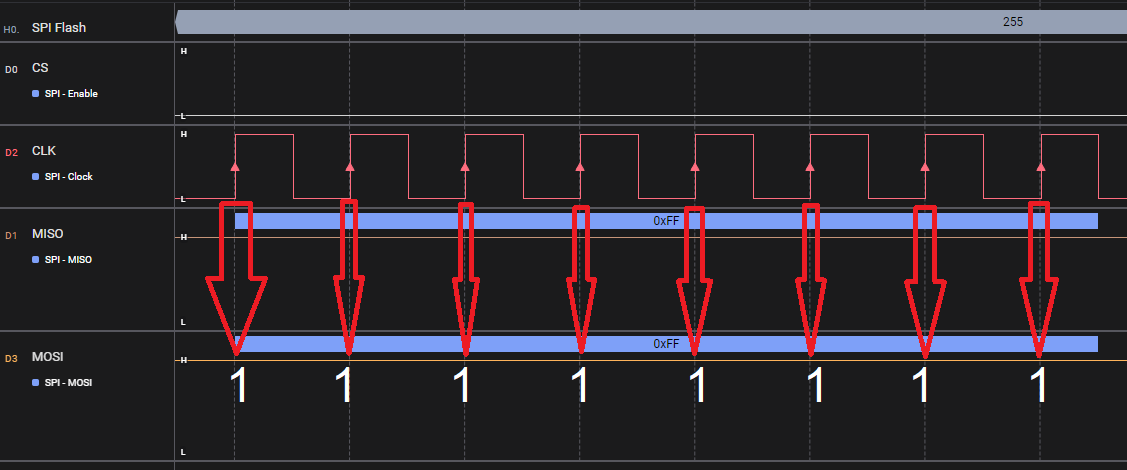 H0. SPI Flash 255
H
D0 CS
SPI - Enable
L
H
D2 CLK
SPI - Clock
L
0xFF
D1 MISO H
SPI - MISO
L
0xFF
D3 MOSI H
1 1 1 1 1 1 1 1
SPI - MOSI
L